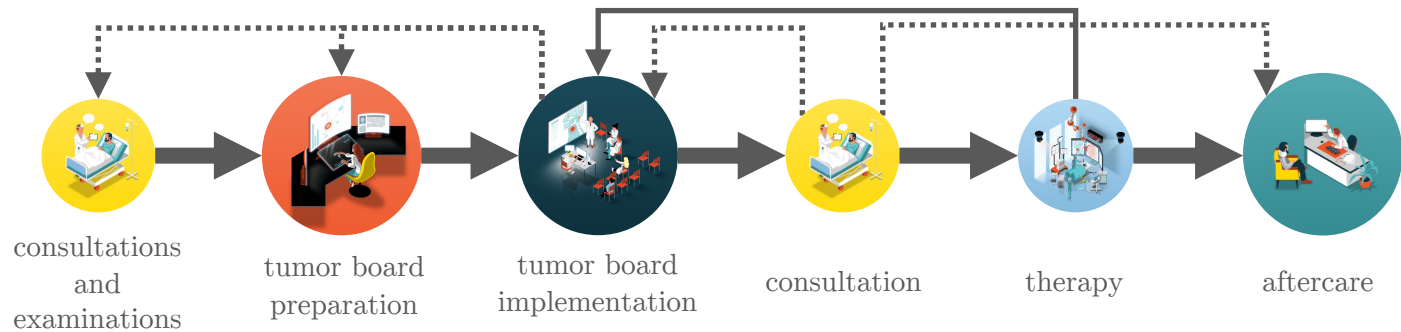 consultations
and
examinations
tumor board
preparation
tumor board
implementation
consultation
therapy
aftercare